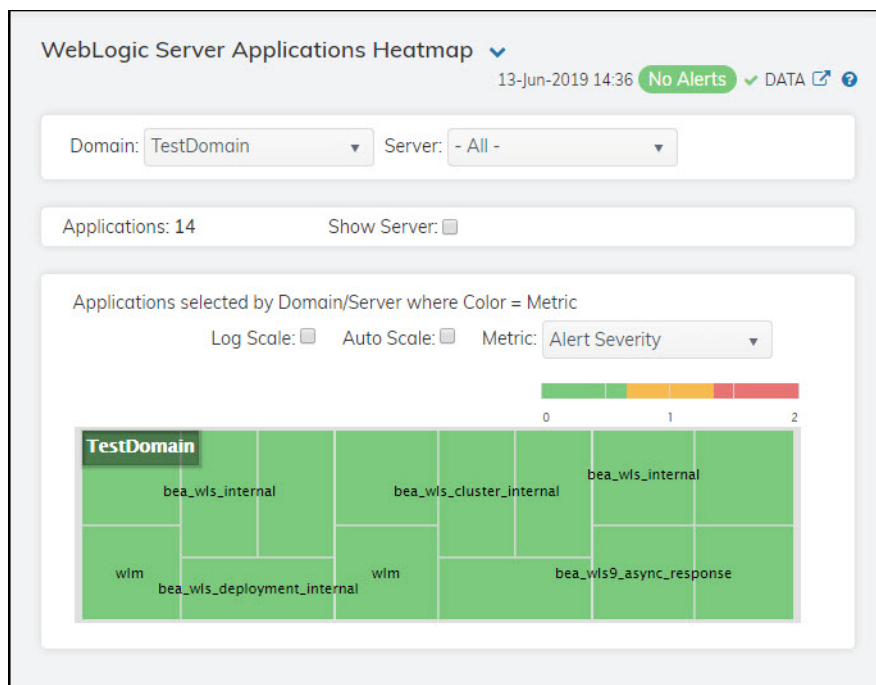 WebLogic Server Applications Heatmap
13-Jun-2019 14:36 No Alerts DATA
Domain: TestDomain Server: - All -
Applications: 14 Show Server:
Applications selected by Domain/Server where Color = Metric
Log Scale: Auto Scale: Metric: Alert Severity
0 1 2
TestDomain
bea_wls_internal bea_wls_cluster_internal bea_wls_internal
wlm bea_wls_deployment_internal wlm bea_wls9_async_response